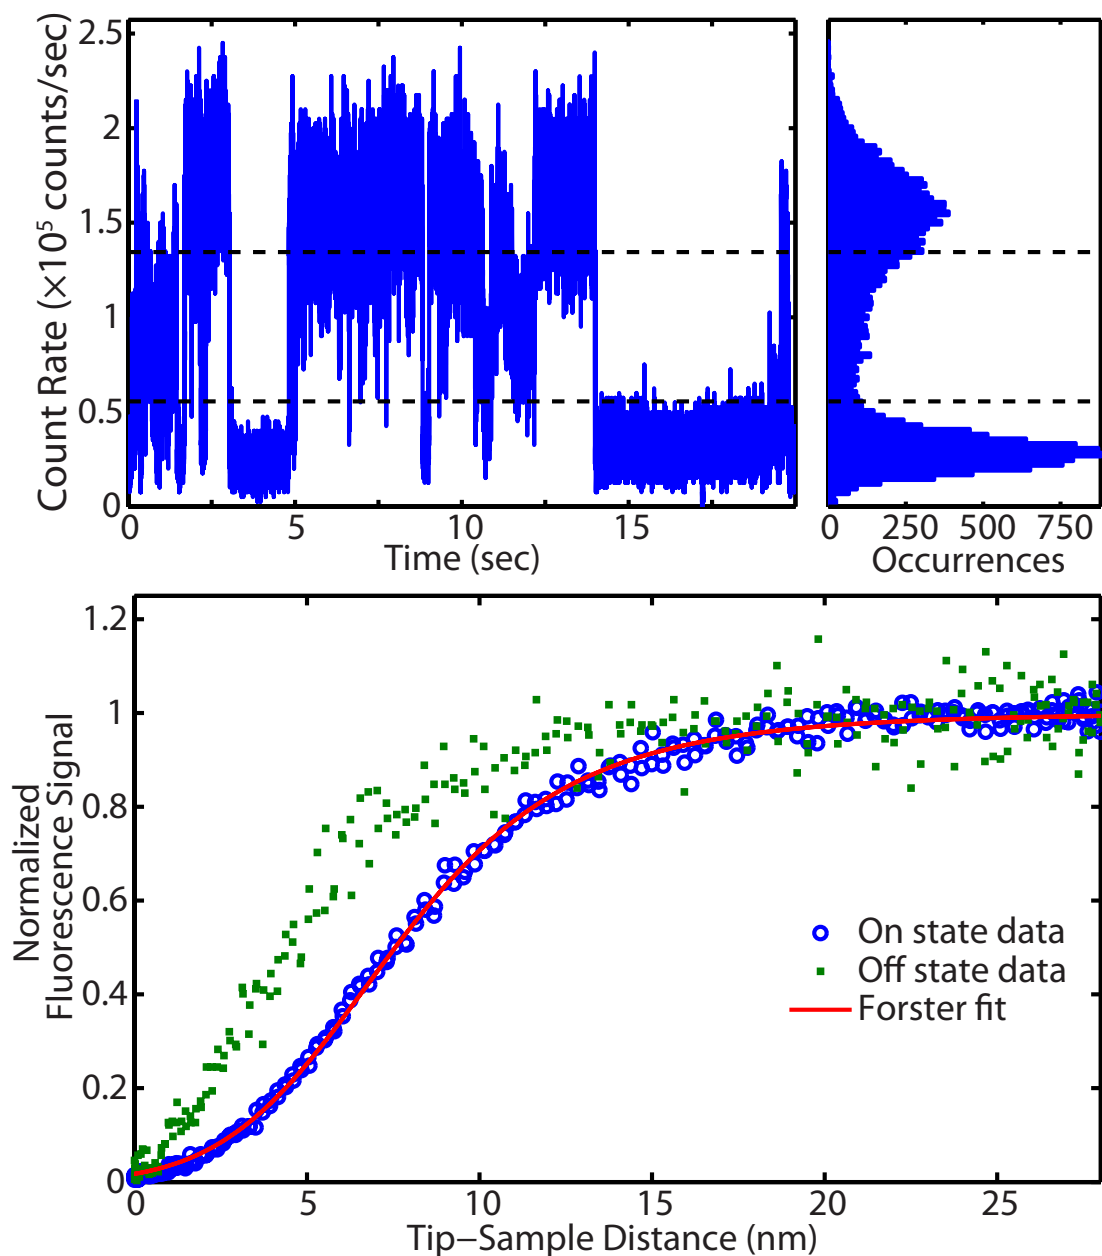 2.5
2
1.5
1
0.5
0
Count Rate (×10⁵ counts/sec)
0 5 10 15
Time (sec)
0 250 500 750
Occurrences
1.2
1
0.8
0.6
0.4
0.2
0
Normalized
Fluorescence Signal
On state data
Off state data
Forster fit
0 5 10 15 20 25
Tip−Sample Distance (nm)